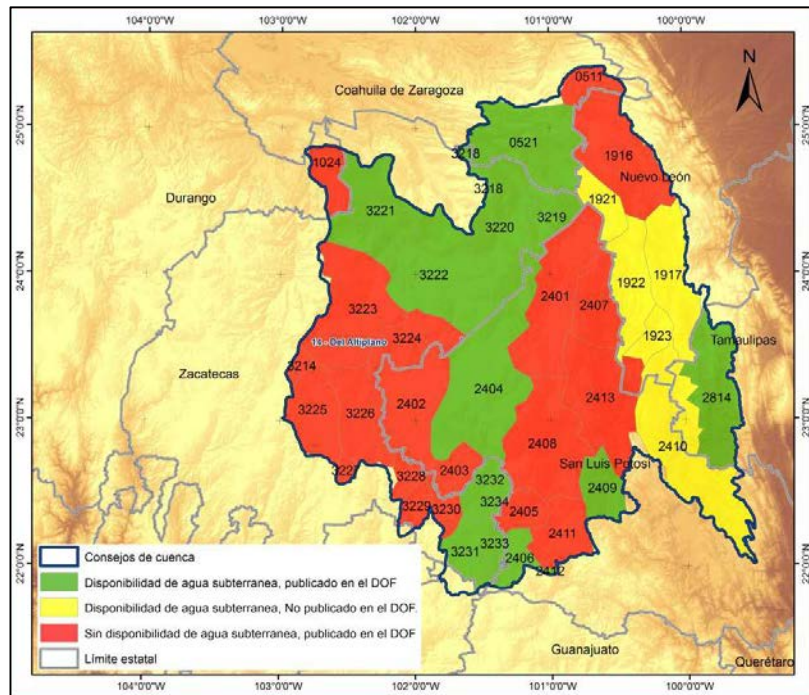 104°0'0"W 103°0'0"W 102°0'0"W 101°0'0"W 100°0'0"W
N
0511
Coahuila de Zaragoza
25°0'0"N
25°0'0"N
0521
1916
3218
1024
Nuevo León
3218
1921
Durango
3221
3219
3220
24°0'0"N
24°0'0"N
3222
1922
1917
2401
2407
3223
3224
1923
Tamaulipas
13 - Del Altiplano
3214
Zacatecas
2402
2404
2814
3225
3226
2413
23°0'0"N
23°0'0"N
2408
2410
2403
San Luis Potosí
3228
3232
2409
3229
3234
3230
2405
2411
3231
3233
2406
2412
22°0'0"N
22°0'0"N
Consejos de cuenca
Disponibilidad de agua subterranea, publicado en el DOF
Disponibilidad de agua subterranea, No publicado en el DOF.
Sin disponibilidad de agua subterranea, publicado en el DOF
Límite estatal
Guanajuato
Querétaro
104°0'0"W 103°0'0"W 102°0'0"W 101°0'0"W 100°0'0"W